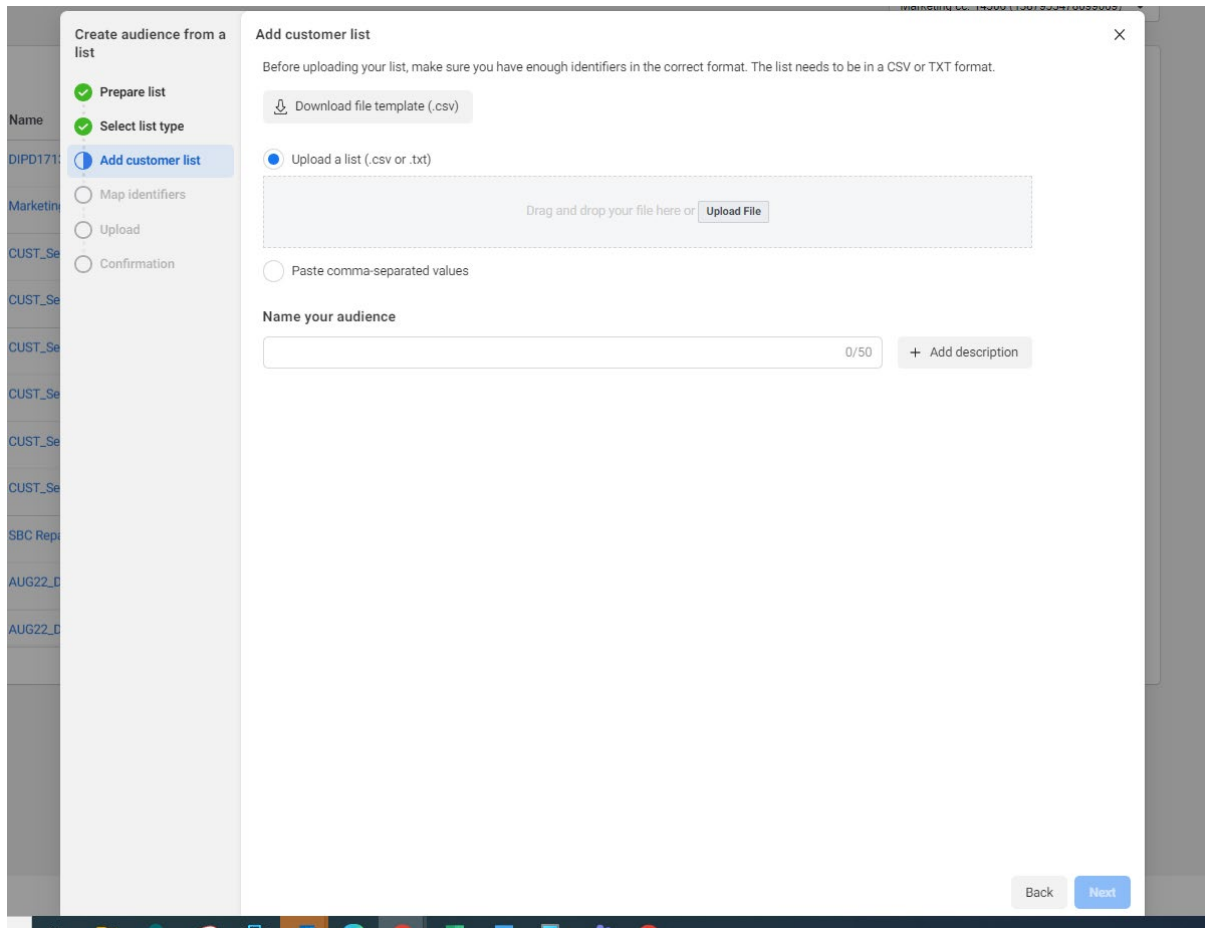 Create audience from a
list
Prepare list
Select list type
Add customer list
Map identifiers
Upload
Confirmation
Add customer list
Before uploading your list, make sure you have enough identifiers in the correct format. The list needs to be in a CSV or TXT format.
Download file template (.csv)
Upload a list (.csv or .txt)
Drag and drop your file here or Upload File
Paste comma-separated values
Name your audience
0/50 + Add description
Back Next
Name
DIPD171
CUST_Se
CUST_Se
CUST_Se
CUST_Se
CUST_Se
CUST_Se
SBC
AUG22_D
AUG22_D